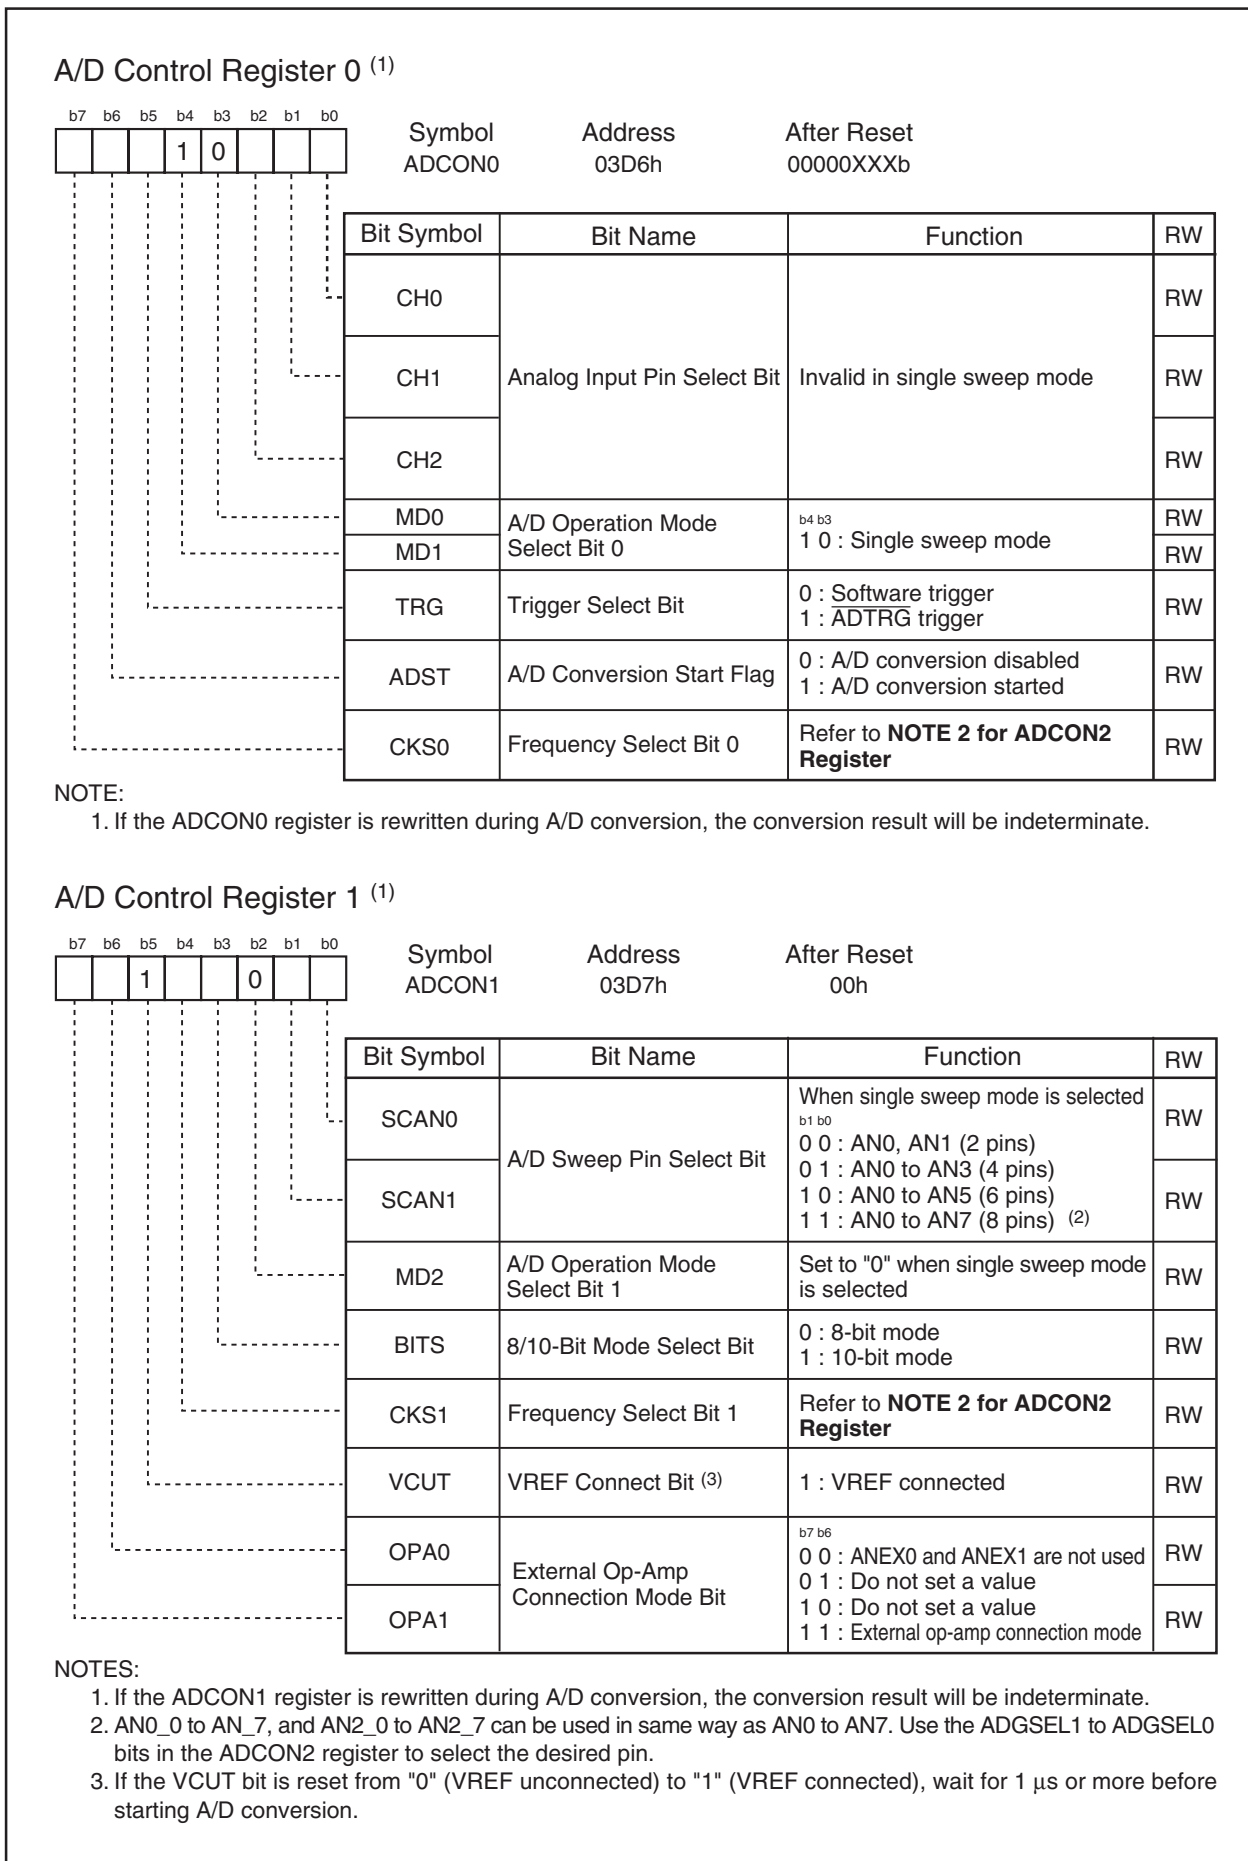 A/D Control Register 0 (1)
b7 b6 b5 b4 b3 b2 b1 b0
1 0
Symbol Address After Reset
ADCON0 03D6h 00000XXXb
Bit Symbol Bit Name Function RW
CH0 RW
CH1 Analog Input Pin Select Bit Invalid in single sweep mode RW
CH2 RW
MD0 A/D Operation Mode b4 b3 RW
MD1 Select Bit 0 1 0 : Single sweep mode RW
TRG Trigger Select Bit 0 : Software trigger RW
1 : ADTRG trigger
ADST A/D Conversion Start Flag 0 : A/D conversion disabled RW
1 : A/D conversion started
CKS0 Frequency Select Bit 0 Refer to NOTE 2 for ADCON2 RW
Register
NOTE:
1. If the ADCON0 register is rewritten during A/D conversion, the conversion result will be indeterminate.
A/D Control Register 1 (1)
b7 b6 b5 b4 b3 b2 b1 b0
1 0
Symbol Address After Reset
ADCON1 03D7h 00h
Bit Symbol Bit Name Function RW
When single sweep mode is selected
SCAN0 b1 b0 RW
0 0 : AN0, AN1 (2 pins)
A/D Sweep Pin Select Bit 0 1 : AN0 to AN3 (4 pins)
SCAN1 1 0 : AN0 to AN5 (6 pins) RW
1 1 : AN0 to AN7 (8 pins) (2)
MD2 A/D Operation Mode Set to "0" when single sweep mode RW
Select Bit 1 is selected
BITS 8/10-Bit Mode Select Bit 0 : 8-bit mode RW
1 : 10-bit mode
CKS1 Frequency Select Bit 1 Refer to NOTE 2 for ADCON2 RW
Register
VCUT VREF Connect Bit (3) 1 : VREF connected RW
b7 b6
OPA0 0 0 : ANEX0 and ANEX1 are not used RW
External Op-Amp 0 1 : Do not set a value
Connection Mode Bit 1 0 : Do not set a value
OPA1 1 1 : External op-amp connection mode RW
NOTES:
1. If the ADCON1 register is rewritten during A/D conversion, the conversion result will be indeterminate.
2. AN0_0 to AN_7, and AN2_0 to AN2_7 can be used in same way as AN0 to AN7. Use the ADGSEL1 to ADGSEL0
bits in the ADCON2 register to select the desired pin.
3. If the VCUT bit is reset from "0" (VREF unconnected) to "1" (VREF connected), wait for 1 μs or more before
starting A/D conversion.